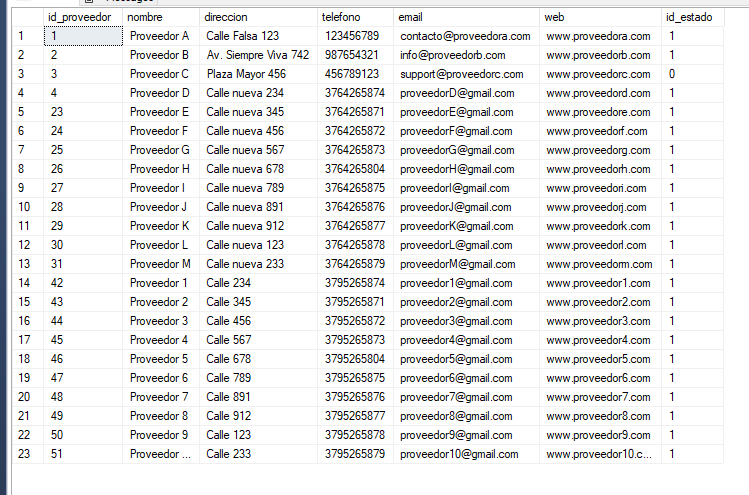 id_proveedor nombre direccion telefono email web id_estado
1 1 Proveedor A Calle Falsa 123 123456789 contacto@proveedora.com www.proveedora.com 1
2 2 Proveedor B Av. Siempre Viva 742 987654321 info@proveedorb.com www.proveedorb.com 1
3 3 Proveedor C Plaza Mayor 456 456789123 support@proveedorc.com www.proveedorc.com 0
4 4 Proveedor D Calle nueva 234 3764265874 proveedorD@gmail.com www.proveedord.com 1
5 23 Proveedor E Calle nueva 345 3764265871 proveedorE@gmail.com www.proveedore.com 1
6 24 Proveedor F Calle nueva 456 3764265872 proveedorF@gmail.com www.proveedorf.com 1
7 25 Proveedor G Calle nueva 567 3764265873 proveedorG@gmail.com www.proveedorg.com 1
8 26 Proveedor H Calle nueva 678 3764265804 proveedorH@gmail.com www.proveedorh.com 1
9 27 Proveedor I Calle nueva 789 3764265875 proveedorI@gmail.com www.proveedori.com 1
10 28 Proveedor J Calle nueva 891 3764265876 proveedorJ@gmail.com www.proveedorj.com 1
11 29 Proveedor K Calle nueva 912 3764265877 proveedorK@gmail.com www.proveedork.com 1
12 30 Proveedor L Calle nueva 123 3764265878 proveedorL@gmail.com www.proveedorl.com 1
13 31 Proveedor M Calle nueva 233 3764265879 proveedorM@gmail.com www.proveedorm.com 1
14 42 Proveedor 1 Calle 234 3795265874 proveedor1@gmail.com www.proveedor1.com 1
15 43 Proveedor 2 Calle 345 3795265871 proveedor2@gmail.com www.proveedor2.com 1
16 44 Proveedor 3 Calle 456 3795265872 proveedor3@gmail.com www.proveedor3.com 1
17 45 Proveedor 4 Calle 567 3795265873 proveedor4@gmail.com www.proveedor4.com 1
18 46 Proveedor 5 Calle 678 3795265804 proveedor5@gmail.com www.proveedor5.com 1
19 47 Proveedor 6 Calle 789 3795265875 proveedor6@gmail.com www.proveedor6.com 1
20 48 Proveedor 7 Calle 891 3795265876 proveedor7@gmail.com www.proveedor7.com 1
21 49 Proveedor 8 Calle 912 3795265877 proveedor8@gmail.com www.proveedor8.com 1
22 50 Proveedor 9 Calle 123 3795265878 proveedor9@gmail.com www.proveedor9.com 1
23 51 Proveedor ... Calle 233 3795265879 proveedor10@gmail.com www.proveedor10.c... 1